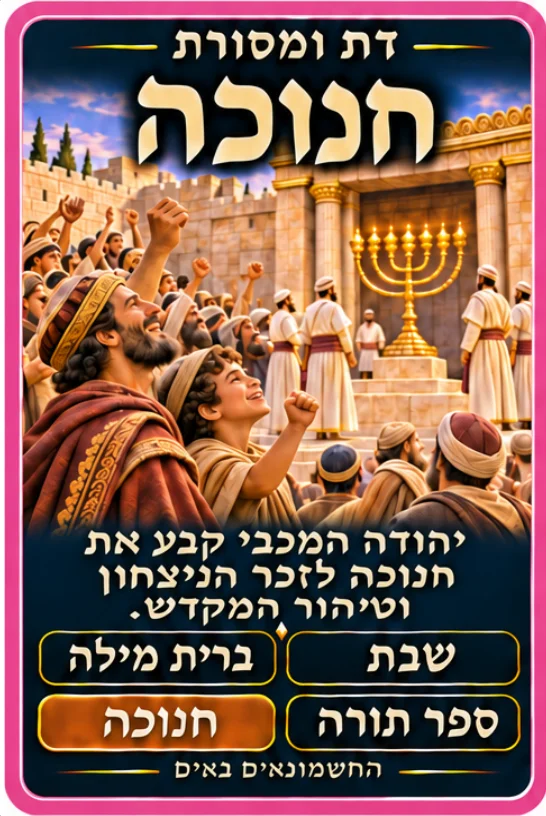 דת ומסורת
חנוכה
יהודה המכבי קבע את
חנוכה לזכר הניצחון
וטיהור המקדש.
שבת
ברית מילה
ספר תורה
חנוכה
החשמונאים באים